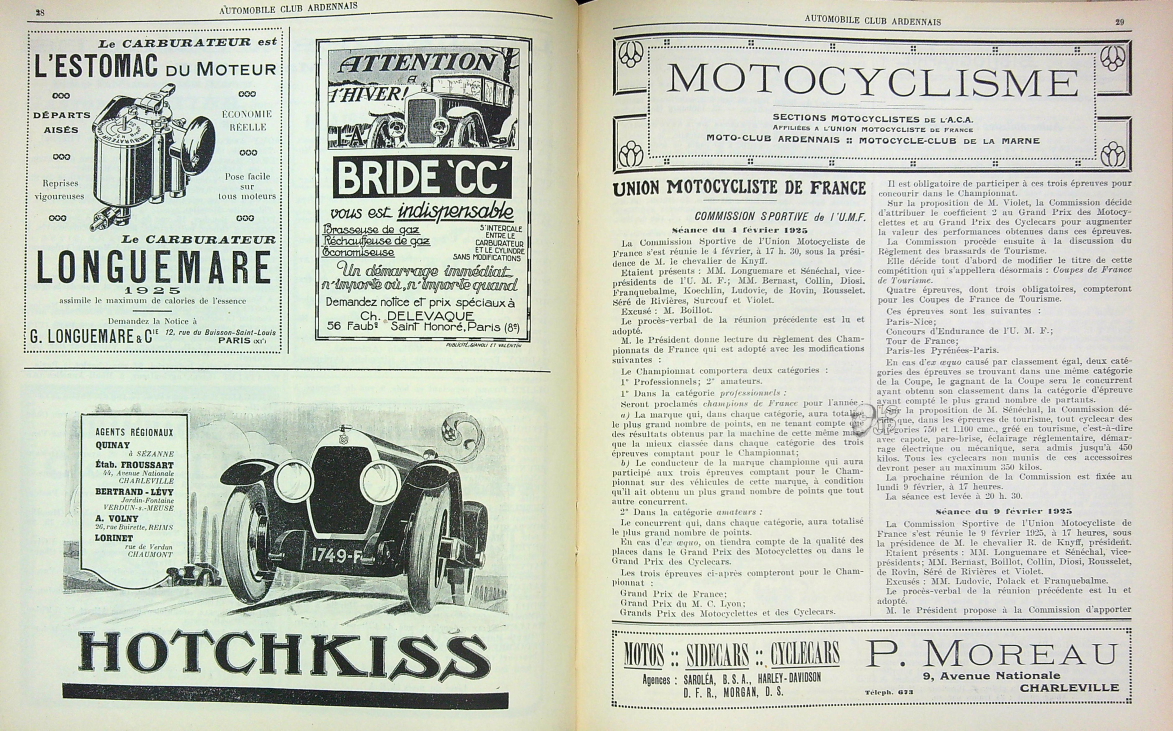 28
AUTOMOBILE CLUB ARDENNAIS
Le CARBURATEUR est
L'ESTOMAC DU MOTEUR
DÉPARTS
AISÉS
ÉCONOMIE
RÉELLE
Reprises
vigoureuses
Pose facile
sur
tous moteurs
Le CARBURATEUR
LONGUEMARE
1925
assimile le maximum de calories de l'essence
Demandez la Notice à
G. LONGUEMARE & Cie 12, rue du Buisson-Saint-Louis
PARIS (Xe)
ATTENTION
A
l'HIVER!
LA
BRIDE 'CC'
vous est indispensable
Brasseuse de gaz
Réchauffeuse de gaz
Economiseuse
S'INTERCALE
ENTRE LE
CARBURATEUR
ET LE CYLINDRE
SANS MODIFICATIONS
Un démarrage immédiat
n'importe où, n'importe quand
Demandez notice et prix spéciaux à
Ch. DELEVAQUE
56 Faubg Saint Honoré, Paris (8e)
PUBLICITÉ, GIANOLI ET VALENTIN
AGENTS RÉGIONAUX
QUINAY
à SÉZANNE
Étab. FROUSSART
44, Avenue Nationale
CHARLEVILLE
BERTRAND-LÉVY
Jardin-Fontaine
VERDUN-s.-MEUSE
A. VOLNY
26, rue Buirette, REIMS
LORINET
rue de Verdun
CHAUMONT
1749-F
HOTCHKISS
AUTOMOBILE CLUB ARDENNAIS
29
MOTOCYCLISME
SECTIONS MOTOCYCLISTES DE L'A.C.A.
AFFILIÉES A L'UNION MOTOCYCLISTE DE FRANCE
MOTO-CLUB ARDENNAIS :: MOTOCYCLE-CLUB DE LA MARNE
UNION MOTOCYCLISTE DE FRANCE
COMMISSION SPORTIVE de l'U.M.F.
Séance du 4 février 1925
La Commission Sportive de l'Union Motocycliste de
France s'est réunie le 4 février, à 17 h. 30, sous la prési-
dence de M. le chevalier de Knyff.
Etaient présents : MM. Longuemare et Sénéchal, vice-
présidents de l'U. M. F.; MM. Bernast, Collin, Diosi,
Franquebalme, Koechlin, Ludovic, de Rovin, Rousselet,
Séré de Rivières, Surcouf et Violet.
Excusé : M. Boillot.
Le procès-verbal de la réunion précédente est lu et
adopté.
M. le Président donne lecture du règlement des Cham-
pionnats de France qui est adopté avec les modifications
suivantes :
Le Championnat comportera deux catégories :
1° Professionnels; 2° amateurs.
1° Dans la catégorie professionnels :
Seront proclamés champions de France pour l'année :
a) La marque qui, dans chaque catégorie, aura totalisé
le plus grand nombre de points, en ne tenant compte
des résultats obtenus par la machine de cette même mar-
que la mieux classée dans chaque catégorie des trois
épreuves comptant pour le Championnat;
b) Le conducteur de la marque championne qui aura
participé aux trois épreuves comptant pour le Cham-
pionnat sur des véhicules de cette marque, à condition
qu'il ait obtenu un plus grand nombre de points que tout
autre concurrent.
2° Dans la catégorie amateurs :
Le concurrent qui, dans chaque catégorie, aura totalisé
le plus grand nombre de points.
En cas d'ex æquo, on tiendra compte de la qualité des
places dans le Grand Prix des Motocyclettes ou dans le
Grand Prix des Cyclecars.
Les trois épreuves ci-après compteront pour le Cham-
pionnat :
Grand Prix de France;
Grand Prix du M. C. Lyon;
Grands Prix des Motocyclettes et des Cyclecars.
Il est obligatoire de participer à ces trois épreuves pour
concourir dans le Championnat.
Sur la proposition de M. Violet, la Commission décide
d'attribuer le coefficient 2 au Grand Prix des Motocy-
clettes et au Grand Prix des Cyclecars pour augmenter
la valeur des performances obtenues dans ces épreuves.
La Commission procède ensuite à la discussion du
Règlement des brassards de Tourisme.
Elle décide tout d'abord de modifier le titre de cette
compétition qui s'appellera désormais : Coupes de France
de Tourisme.
Quatre épreuves, dont trois obligatoires, compteront
pour les Coupes de France de Tourisme.
Ces épreuves sont les suivantes :
Paris-Nice;
Concours d'Endurance de l'U. M. F.;
Tour de France;
Paris-les Pyrénées-Paris.
En cas d'ex æquo causé par classement égal, deux caté-
gories des épreuves se trouvant dans une même catégorie
de la Coupe, le gagnant de la Coupe sera le concurrent
ayant obtenu son classement dans la catégorie d'épreuve
ayant compté le plus grand nombre de partants.
Sur la proposition de M. Sénéchal, la Commission dé-
cide que, dans les épreuves de tourisme, tout cyclecar des
catégories 750 et 1.100 cmc., gréé en tourisme, c'est-à-dire
avec capote, pare-brise, éclairage réglementaire, démar-
rage électrique ou mécanique, sera admis jusqu'à 450
kilos. Tous les cyclecars non munis de ces accessoires
devront peser au maximum 350 kilos.
La prochaine réunion de la Commission est fixée au
lundi 9 février, à 17 heures.
La séance est levée à 20 h. 30.
Séance du 9 février 1925
La Commission Sportive de l'Union Motocycliste de
France s'est réunie le 9 février 1925, à 17 heures, sous
la présidence de M. le chevalier R. de Knyff, président.
Etaient présents : MM. Longuemare et Sénéchal, vice-
présidents; MM. Bernast, Boillot, Collin, Diosi, Rousselet,
de Rovin, Séré de Rivières et Violet.
Excusés : MM. Ludovic, Polack et Franquebalme.
Le procès-verbal de la réunion précédente est lu et
adopté.
M. le Président propose à la Commission d'apporter
MOTOS :: SIDECARS :: CYCLECARS
Agences : SAROLÉA, B.S.A., HARLEY-DAVIDSON
D.F.R., MORGAN, D.S.
P. MOREAU
9, Avenue Nationale
Téleph. 673
CHARLEVILLE